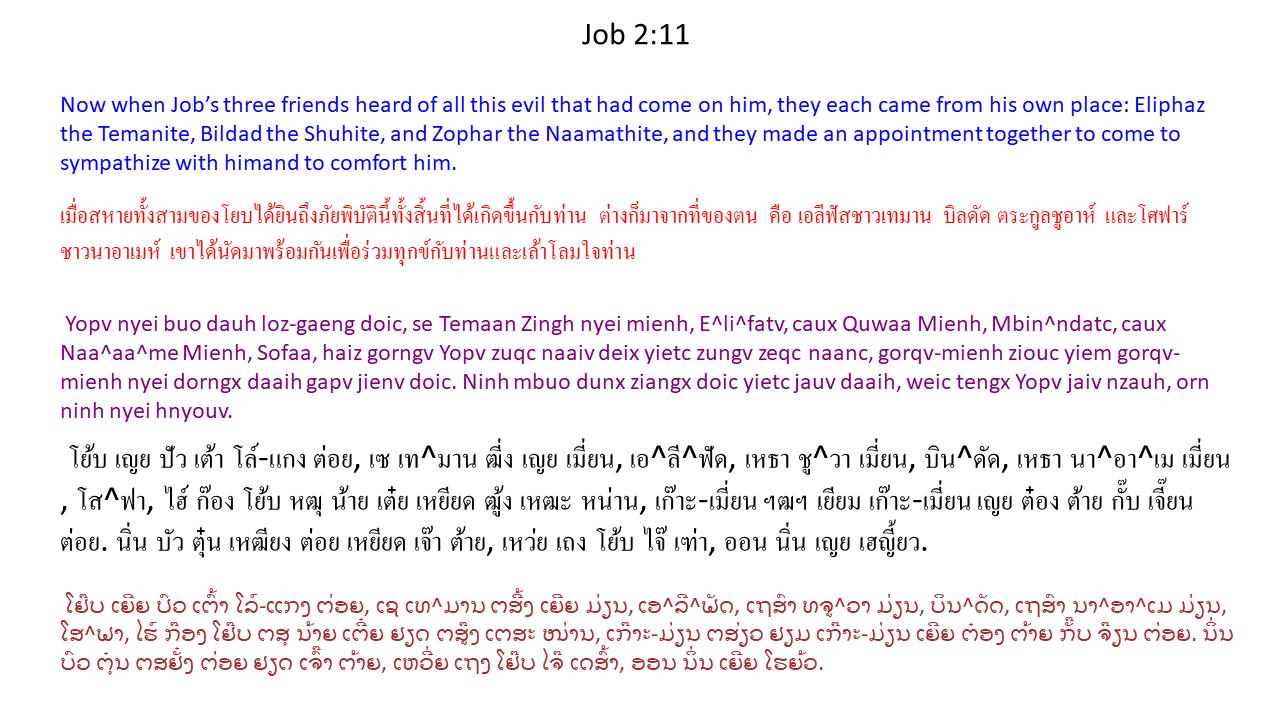 Job 2:11
Now when Job’s three friends heard of all this evil that had come on him, they each came from his own place: Eliphaz
the Temanite, Bildad the Shuhite, and Zophar the Naamathite, and they made an appointment together to come to
sympathize with himand to comfort him.
เมื่อสหายทั้งสามของโยบได้ยินถึงภัยพิบัตินี้ทั้งสิ้นที่ได้เกิดขึ้นกับท่าน ต่างก็มาจากที่ของตน คือ เอลีฟัสชาวเทมาน บิลดัด ตระกูลชูอาห์ และโศฟาร์
ชาวนาอาเมห์ เขาได้นัดมาพร้อมกันเพื่อร่วมทุกข์กับท่านและเล้าโลมใจท่าน
Yopv nyei buo dauh loz-gaeng doic, se Temaan Zingh nyei mienh, E^li^fatv, caux Quwaa Mienh, Mbin^ndatc, caux
Naa^aa^me Mienh, Sofaa, haiz gorngv Yopv zuqc naaiv deix yietc zungv zeqc naanc, gorqv-mienh ziouc yiem gorqv-
mienh nyei dorngx daaih gapv jienv doic. Ninh mbuo dunx ziangx doic yietc jauv daaih, weic tengx Yopv jaiv nzauh, orn
ninh nyei hnyouv.
โย้บ เญย ปัว เต้า โล์-แกง ต่อย, เซ เท^มาน ฒี่ง เญย เมี่ยน, เอ^ลี^ฟัด, เหธา ชู^วา เมี่ยน, บิน^ดัด, เหธา นา^อา^เม เมี่ยน
, โส^ฟา, ไฮ์ ก๊อง โย้บ หฒุ น้าย เต๋ย เหยียด ฒู้ง เหฒะ หน่าน, เก๊าะ-เมี่ยน ฯฒฯ เยียม เก๊าะ-เมี่ยน เญย ต๋อง ต้าย กั๊บ เจี๊ยน
ต่อย. นิ่น บัว ตุ๋น เหฒียง ต่อย เหยียด เจ๊า ต้าย, เหว่ย เถง โย้บ ไจ๊ เฑ่า, ออน นิ่น เญย เฮญี้ยว.
ໂຢ໊ບ ເຍີຍ ປົວ ເຕົ້າ ໂລ໌-ແກງ ຕ່ອຍ, ເຊ ເທ^ມານ ຕສີ້ງ ເຍີຍ ມ່ຽນ, ເອ^ລີ^ຟັດ, ເຖສົາ ທຈູ^ວາ ມ່ຽນ, ບິນ^ດັດ, ເຖສົາ ນາ^ອາ^ເມ ມ່ຽນ,
ໂສ^ຟາ, ໄຮ໌ ກ໊ອງ ໂຢ໊ບ ຕສຸ ນ້າຍ ເຕີ໋ຍ ຢຽດ ຕສູ໊ງ ເຕສະ ໜ່ານ, ເກ໊າະ-ມ່ຽນ ຕສ່ຽວ ຢຽມ ເກ໊າະ-ມ່ຽນ ເຍີຍ ຕ໋ອງ ຕ້າຍ ກັ໊ບ ຈ໊ຽນ ຕ່ອຍ. ນິ່ນ
ບົວ ຕຸ໋ນ ຕສຢັ໋ງ ຕ່ອຍ ຢຽດ ເຈົ໊າ ຕ້າຍ, ເຫວີ່ຍ ເຖງ ໂຢ໊ບ ໄຈ໊ ເດສົ້າ, ອອນ ນິ່ນ ເຍີຍ ໂຮຍ້ວ.